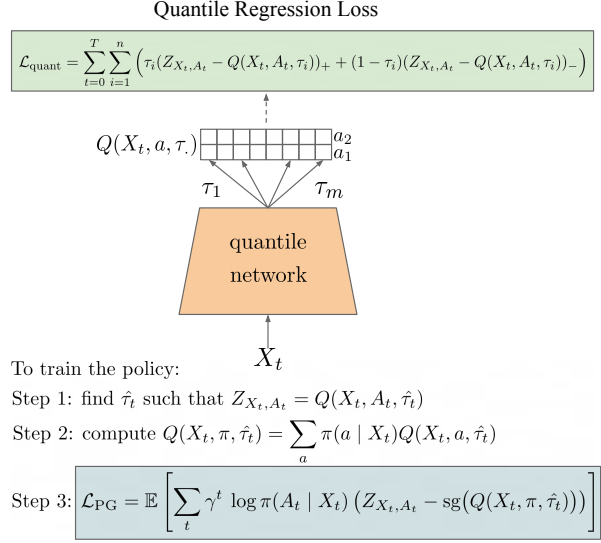 Quantile Regression Loss
\mathcal{L}_{\text{quant}} = \sum_{t=0}^{T} \sum_{i=1}^{n} \left( \tau_i (Z_{X_t,A_t} - Q(X_t, A_t, \tau_i))_+ + (1 - \tau_i)(Z_{X_t,A_t} - Q(X_t, A_t, \tau_i))_- \right)
Q(X_t, a, \tau_.)
a_2
a_1
\tau_1
\tau_m
quantile
network
X_t
To train the policy:
Step 1: find \hat{\tau}_t such that Z_{X_t,A_t} = Q(X_t, A_t, \hat{\tau}_t)
Step 2: compute Q(X_t, \pi, \hat{\tau}_t) = \sum_a \pi(a \mid X_t) Q(X_t, a, \hat{\tau}_t)
Step 3: \mathcal{L}_{\text{PG}} = \mathbb{E} \left[ \sum_t \gamma^t \log \pi(A_t \mid X_t) \left( Z_{X_t,A_t} - \text{sg}(Q(X_t, \pi, \hat{\tau}_t)) \right) \right]